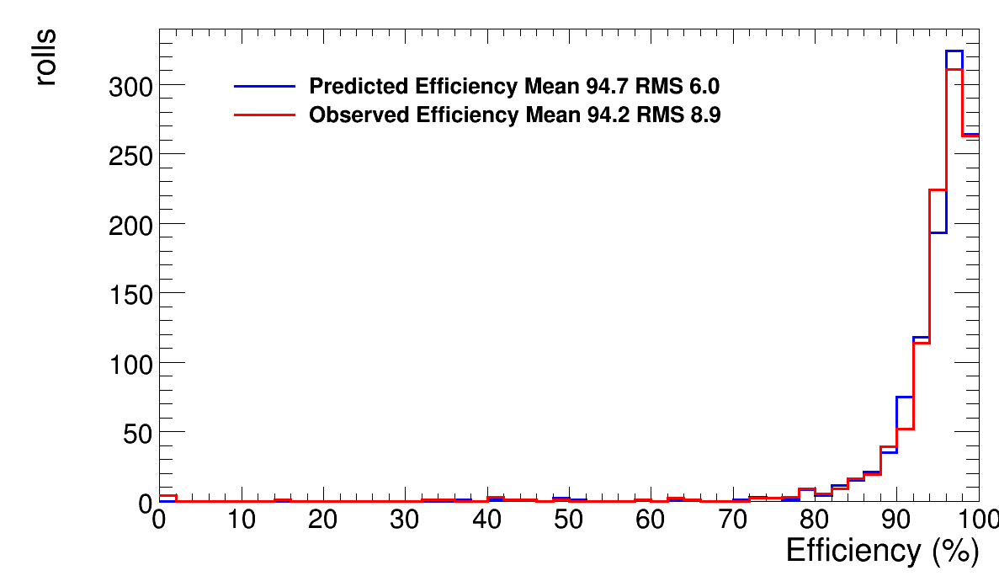 rolls
Predicted Efficiency Mean 94.7 RMS 6.0
Observed Efficiency Mean 94.2 RMS 8.9
300
250
200
150
100
50
0
0 10 20 30 40 50 60 70 80 90 100
Efficiency (%)